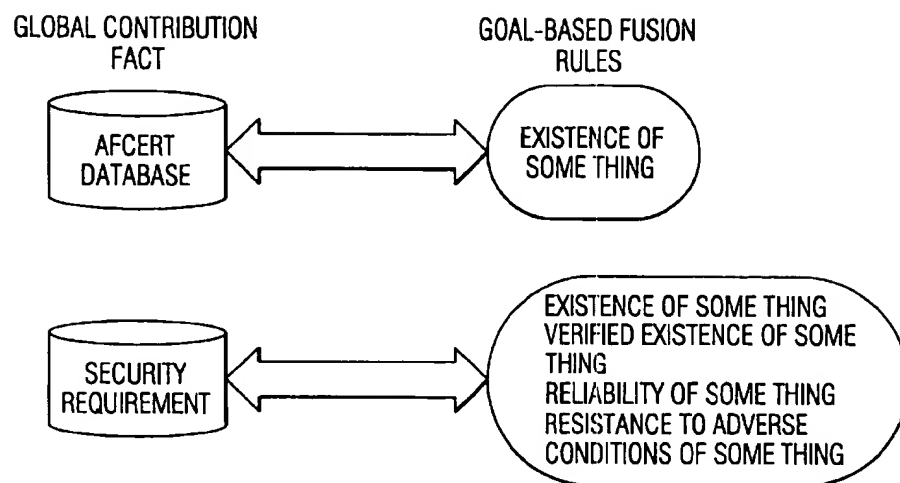 GLOBAL CONTRIBUTION
FACT
GOAL-BASED FUSION
RULES
AFCERT
DATABASE
EXISTENCE OF
SOME THING
SECURITY
REQUIREMENT
EXISTENCE OF SOME THING
VERIFIED EXISTENCE OF SOME
THING
RELIABILITY OF SOME THING
RESISTANCE TO ADVERSE
CONDITIONS OF SOME THING